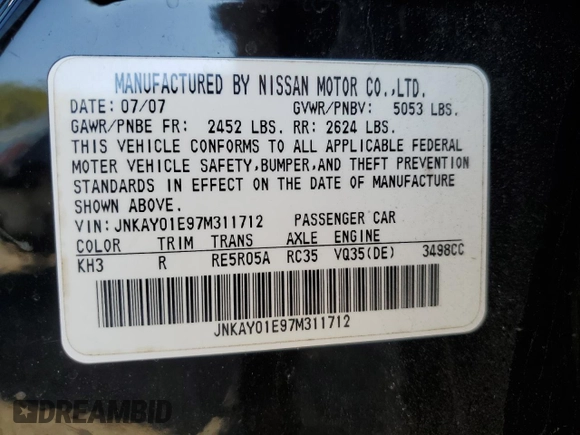 MANUFACTURED BY NISSAN MOTOR CO.,LTD.
DATE: 07/07 GVWR/PNBV: 5053 LBS.
GAWR/PNBE FR: 2452 LBS. RR: 2624 LBS.
THIS VEHICLE CONFORMS TO ALL APPLICABLE FEDERAL
MOTOR VEHICLE SAFETY,BUMPER,AND THEFT PREVENTION
STANDARDS IN EFFECT ON THE DATE OF MANUFACTURE
SHOWN ABOVE.
VIN: JNKAY01E97M311712 PASSENGER CAR
COLOR TRIM TRANS AXLE ENGINE
KH3 R RE5R05A RC35 VQ35(DE) 3498CC
JNKAY01E97M311712
DREAMBID